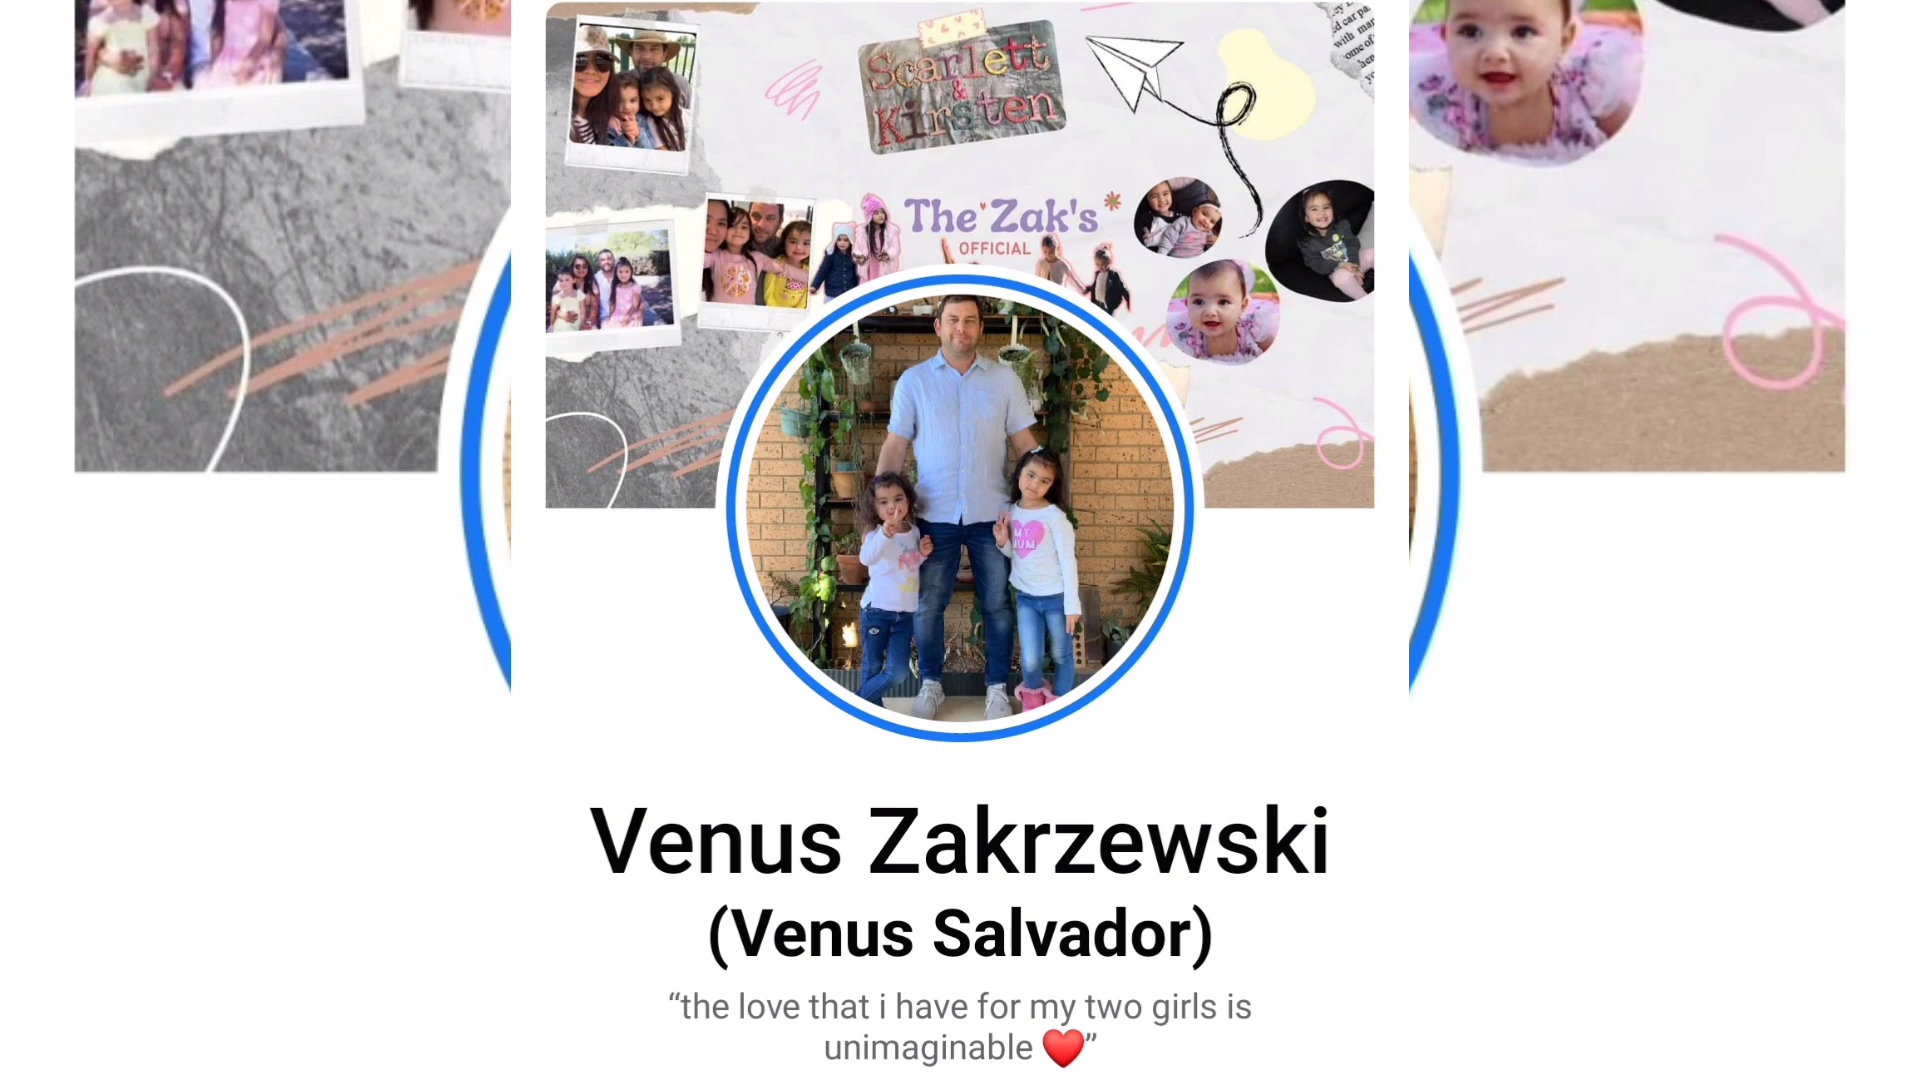 Scarlett
&
Kirsten
The Zak's
OFFICIAL
MY
MUM
with
Venus Zakrzewski
(Venus Salvador)
“the love that i have for my two girls is
unimaginable ❤️”